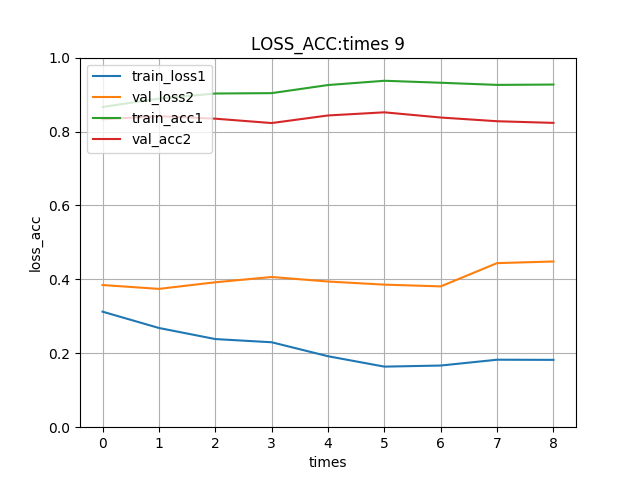 LOSS_ACC:times 9
1.0
0.8
0.6
0.4
0.2
0.0
loss_acc
train_loss1
val_loss2
train_acc1
val_acc2
0 1 2 3 4 5 6 7 8
times